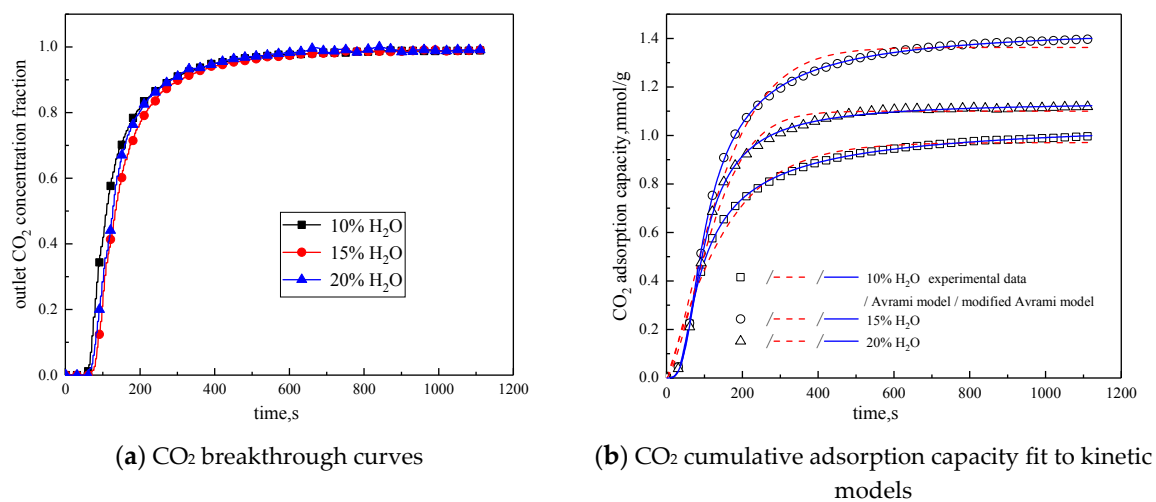 1.0
0.8
0.6
0.4
0.2
0.0
outlet CO2 concentration fraction
10% H2O
15% H2O
20% H2O
0 200 400 600 800 1000 1200
time,s
(a) CO2 breakthrough curves
1.4
1.2
1.0
0.8
0.6
0.4
0.2
0.0
CO2 adsorption capacity,mmol/g
10% H2O experimental data
/ Avrami model / modified Avrami model
15% H2O
20% H2O
0 200 400 600 800 1000 1200
time,s
(b) CO2 cumulative adsorption capacity fit to kinetic
models